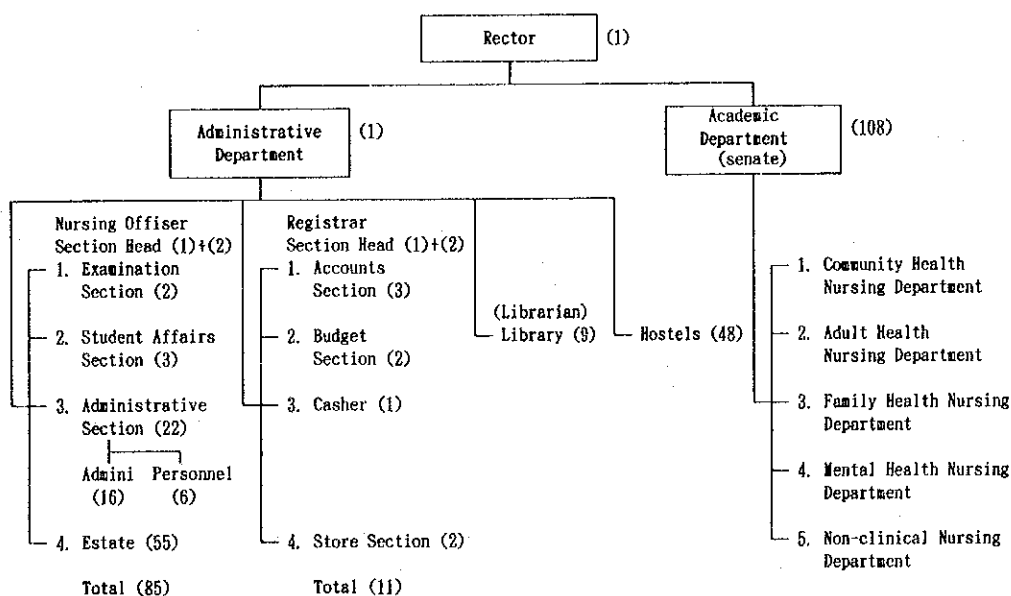 Rector (1)
Administrative (1)
Department
Academic (108)
Department
(senate)
Nursing Offiser
Section Head (1)+(2)
1. Examination
Section (2)
2. Student Affairs
Section (3)
3. Administrative
Section (22)
Admini Personnel
(16) (6)
4. Estate (55)
Total (85)
Registrar
Section Head (1)+(2)
1. Accounts
Section (3)
2. Budget
Section (2)
3. Casher (1)
4. Store Section (2)
Total (11)
(Librarian)
Library (9)
Hostels (48)
1. Community Health
Nursing Department
2. Adult Health
Nursing Department
3. Family Health Nursing
Department
4. Mental Health Nursing
Department
5. Non-clinical Nursing
Department